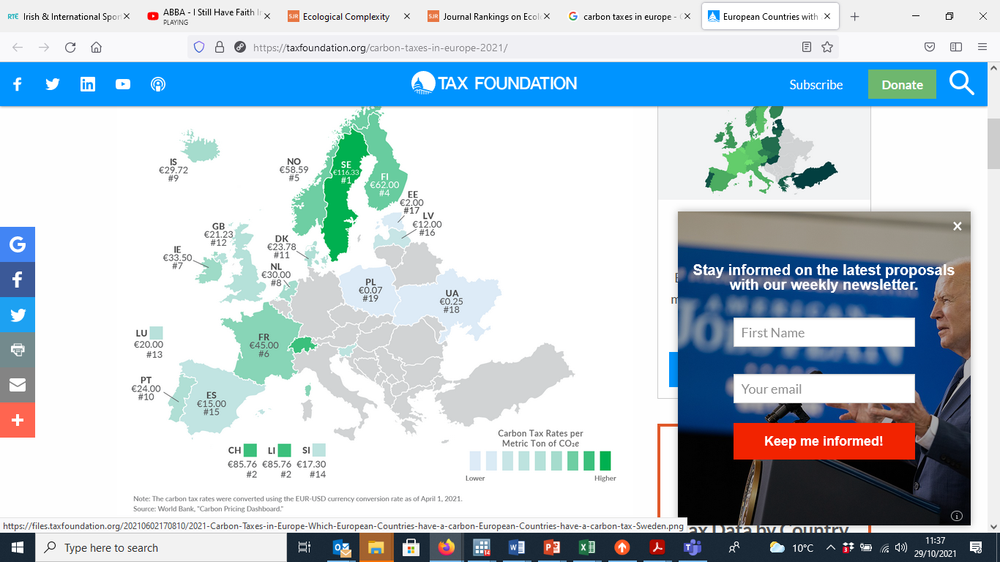 RTÉ Irish & International Sport
ABBA - I Still Have Faith In
PLAYING
SJR Ecological Complexity
SJR Journal Rankings on Ecol
carbon taxes in europe - G
European Countries with
https://taxfoundation.org/carbon-taxes-in-europe-2021/
TAX FOUNDATION
Subscribe
Donate
IS
€29.72
#9
NO
€58.59
#5
SE
€116.33
#1
FI
€62.00
#4
EE
€2.00
#17
LV
€12.00
#16
GB
€21.23
#12
IE
€33.50
#7
DK
€23.78
#11
NL
€30.00
#8
PL
€0.07
#19
UA
€0.25
#18
LU
€20.00
#13
FR
€45.00
#6
PT
€24.00
#10
ES
€15.00
#15
CH
€85.76
#2
LI
€85.76
#2
SI
€17.30
#14
Carbon Tax Rates per
Metric Ton of CO₂e
Lower
Higher
Note: The carbon tax rates were converted using the EUR-USD currency conversion rate as of April 1, 2021.
Source: World Bank, "Carbon Pricing Dashboard."
Stay informed on the latest proposals
with our weekly newsletter.
First Name
Your email
Keep me informed!
ax Data by Country
https://files.taxfoundation.org/20210602170810/2021-Carbon-Taxes-in-Europe-Which-European-Countries-have-a-carbon-European-Countries-have-a-carbon-tax-Sweden.png
Type here to search
14
10°C
3
11:37
29/10/2021